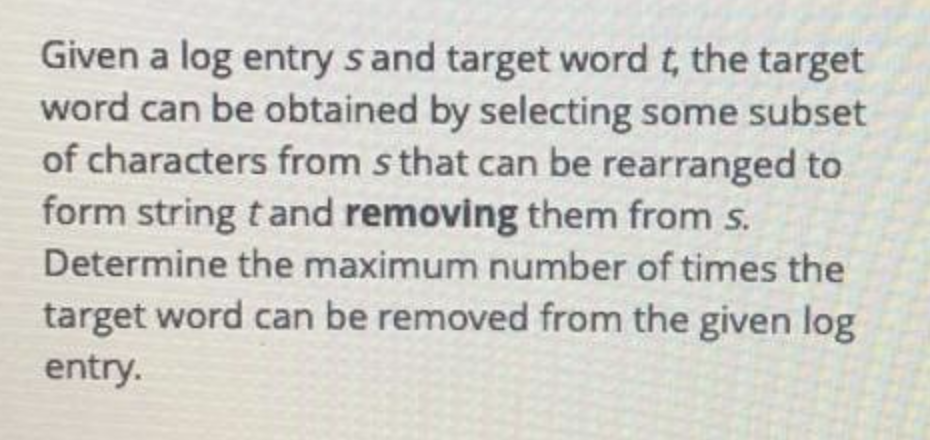 Given a log entry s and target word t, the target
word can be obtained by selecting some subset
of characters from s that can be rearranged to
form string t and removing them from s.
Determine the maximum number of times the
target word can be removed from the given log
entry.